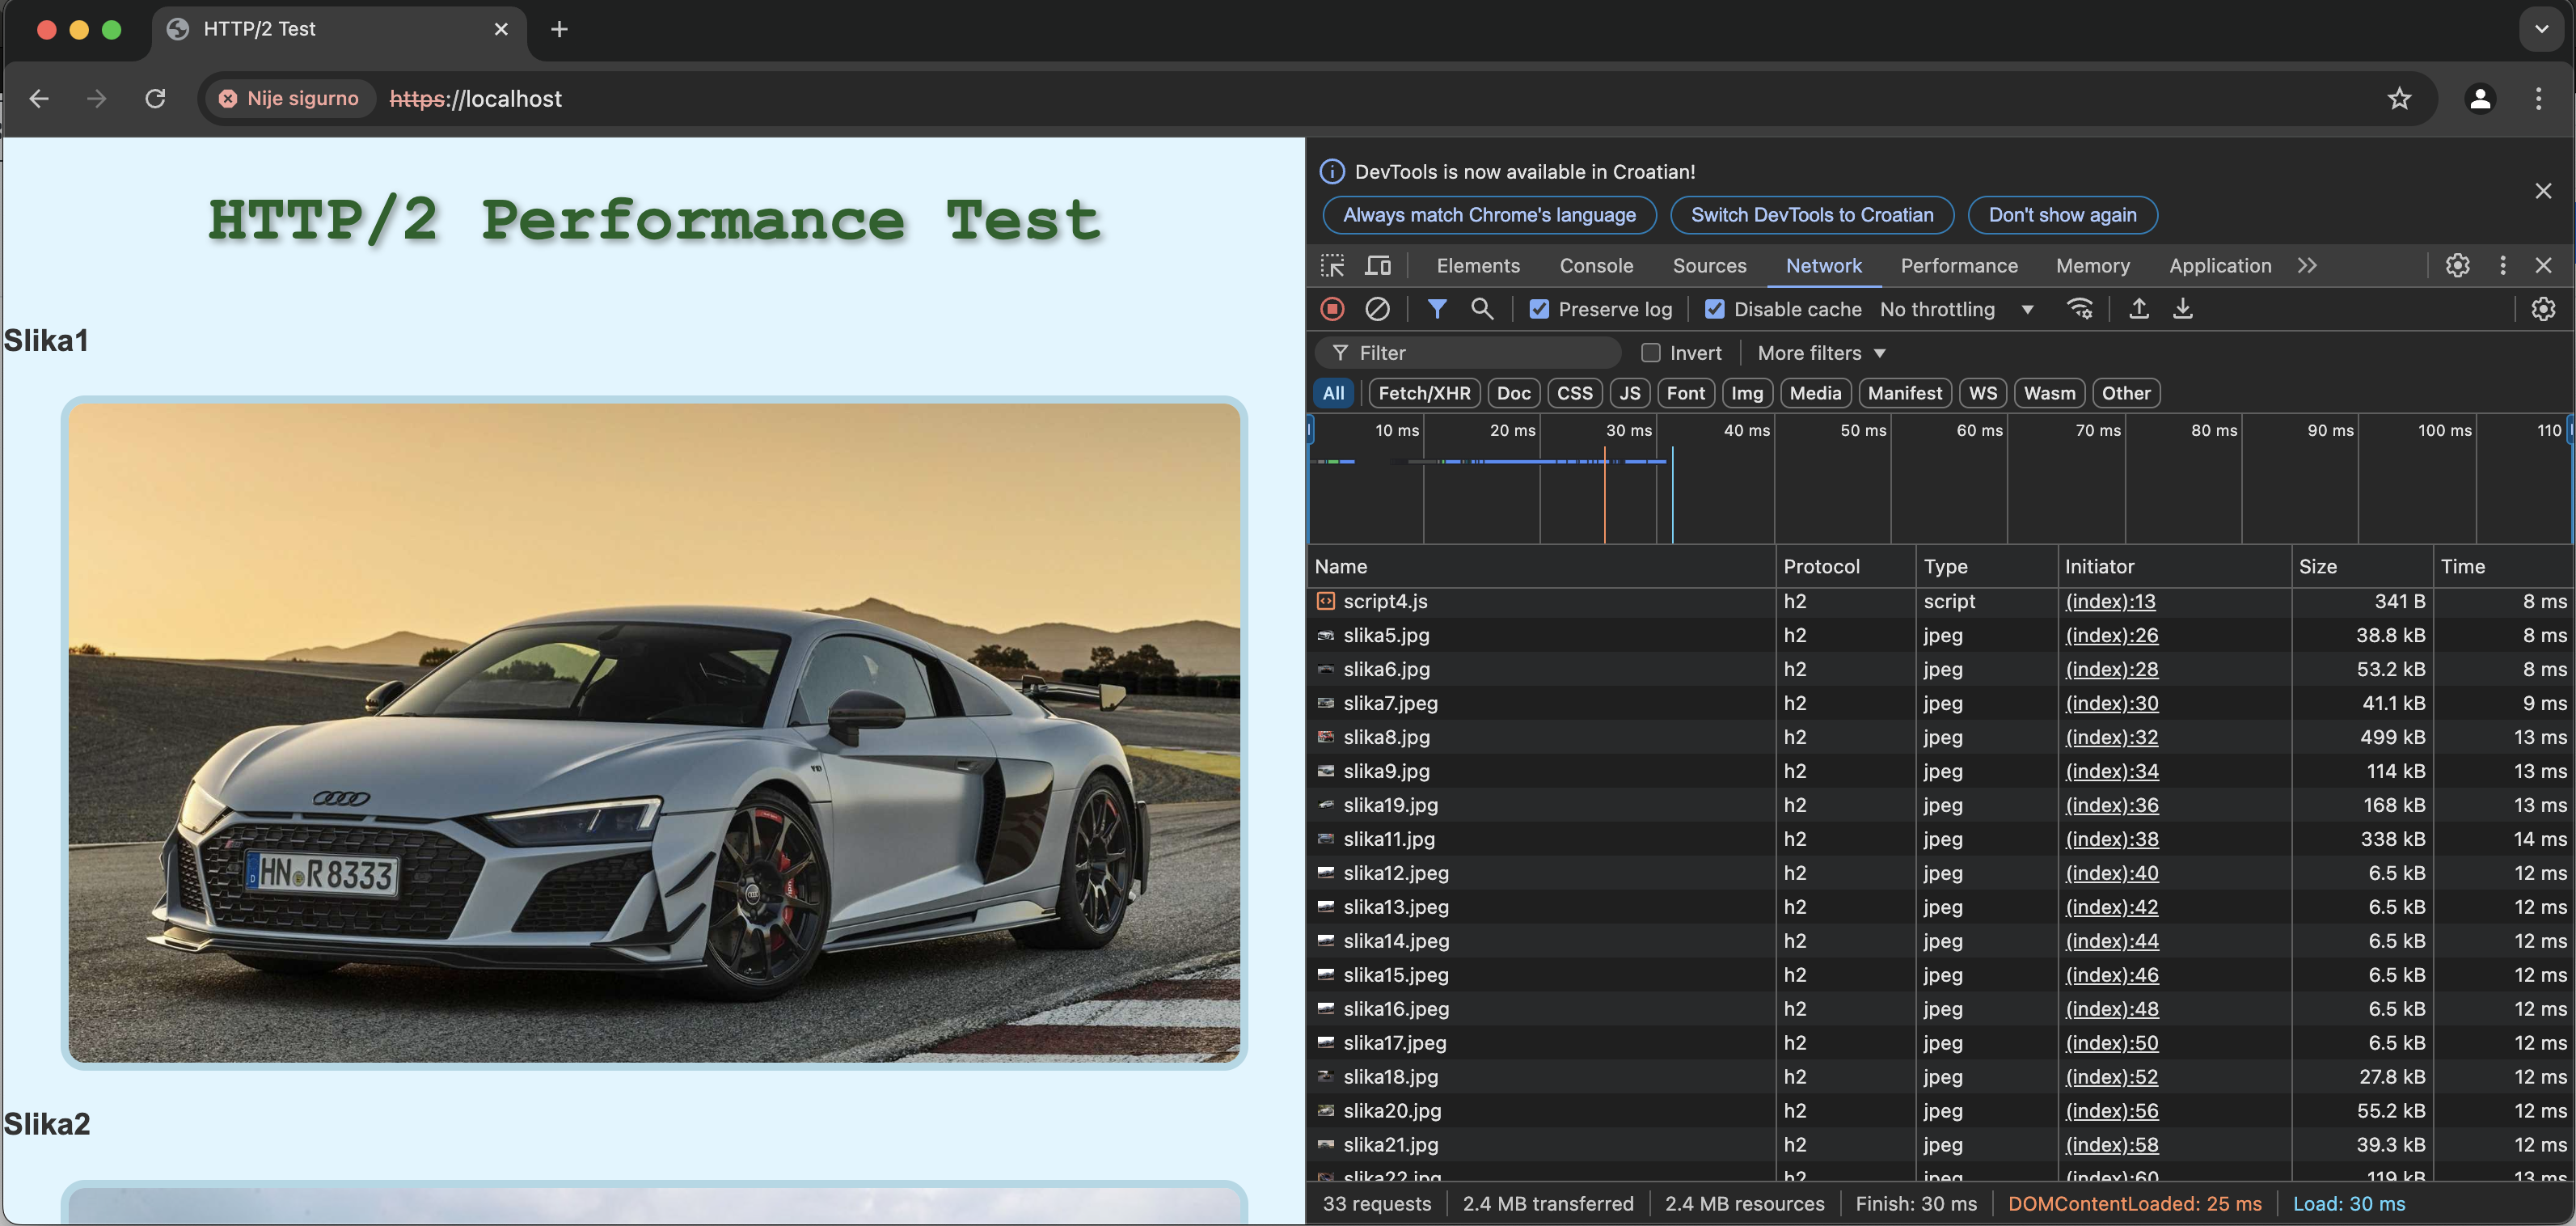 HTTP/2 Test
Nije sigurno https://localhost
HTTP/2 Performance Test
Slika1
HN R 8333
Slika2
DevTools is now available in Croatian!
Always match Chrome's language Switch DevTools to Croatian Don't show again
Elements Console Sources Network Performance Memory Application
Preserve log Disable cache No throttling
Filter Invert More filters
All Fetch/XHR Doc CSS JS Font Img Media Manifest WS Wasm Other
10 ms 20 ms 30 ms 40 ms 50 ms 60 ms 70 ms 80 ms 90 ms 100 ms 110
Name Protocol Type Initiator Size Time
script4.js h2 script (index):13 341 B 8 ms
slika5.jpg h2 jpeg (index):26 38.8 kB 8 ms
slika6.jpg h2 jpeg (index):28 53.2 kB 8 ms
slika7.jpeg h2 jpeg (index):30 41.1 kB 9 ms
slika8.jpg h2 jpeg (index):32 499 kB 13 ms
slika9.jpg h2 jpeg (index):34 114 kB 13 ms
slika19.jpg h2 jpeg (index):36 168 kB 13 ms
slika11.jpg h2 jpeg (index):38 338 kB 14 ms
slika12.jpeg h2 jpeg (index):40 6.5 kB 12 ms
slika13.jpeg h2 jpeg (index):42 6.5 kB 12 ms
slika14.jpeg h2 jpeg (index):44 6.5 kB 12 ms
slika15.jpeg h2 jpeg (index):46 6.5 kB 12 ms
slika16.jpeg h2 jpeg (index):48 6.5 kB 12 ms
slika17.jpeg h2 jpeg (index):50 6.5 kB 12 ms
slika18.jpg h2 jpeg (index):52 27.8 kB 12 ms
slika20.jpg h2 jpeg (index):56 55.2 kB 12 ms
slika21.jpg h2 jpeg (index):58 39.3 kB 12 ms
slika22.jpg h2 jpeg (index):60 119 kB 13 ms
33 requests 2.4 MB transferred 2.4 MB resources Finish: 30 ms DOMContentLoaded: 25 ms Load: 30 ms